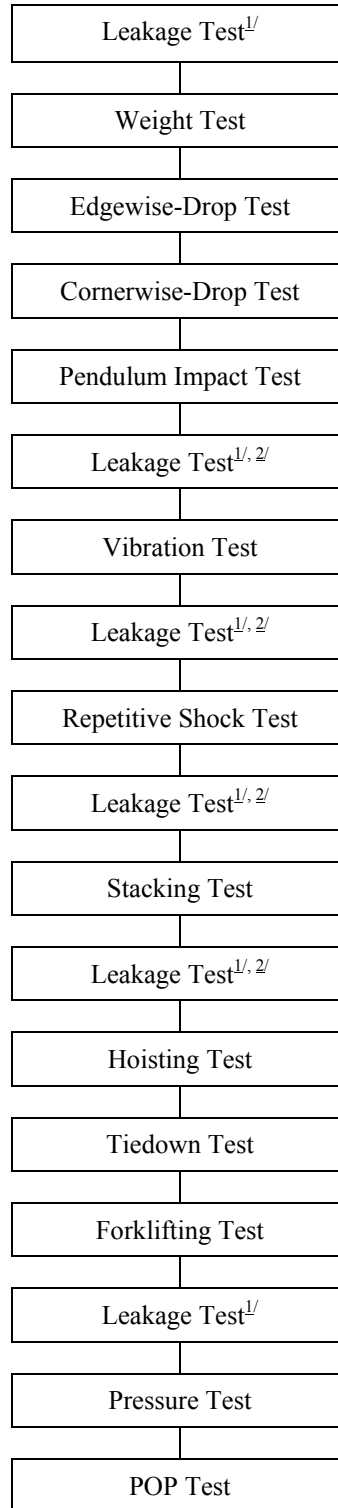 Leakage Test1/
Weight Test
Edgewise-Drop Test
Cornerwise-Drop Test
Pendulum Impact Test
Leakage Test1/, 2/
Vibration Test
Leakage Test1/, 2/
Repetitive Shock Test
Leakage Test1/, 2/
Stacking Test
Leakage Test1/, 2/
Hoisting Test
Tiedown Test
Forklifting Test
Leakage Test1/
Pressure Test
POP Test